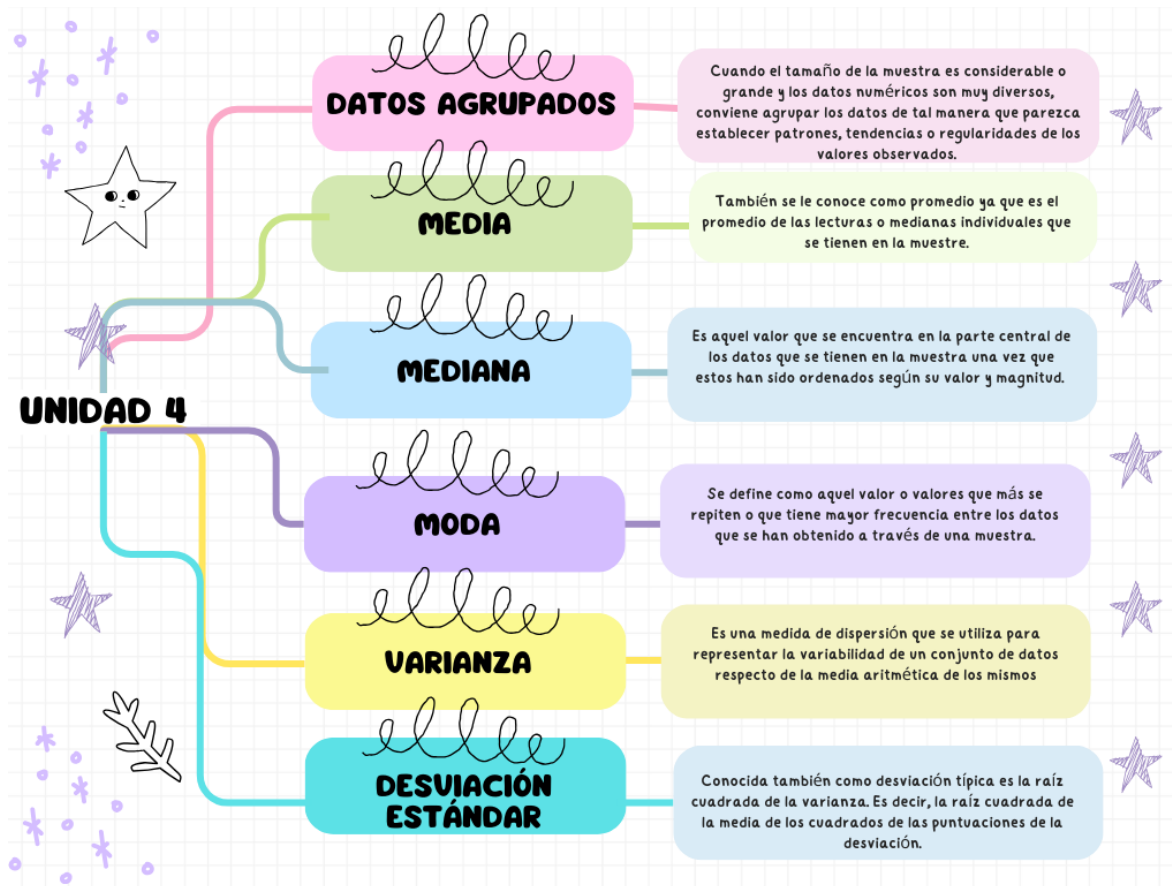 UNIDAD 4
DATOS AGRUPADOS
Cuando el tamaño de la muestra es considerable o
grande y los datos numéricos son muy diversos,
conviene agrupar los datos de tal manera que parezca
establecer patrones, tendencias o regularidades de los
valores observados.
MEDIA
También se le conoce como promedio ya que es el
promedio de las lecturas o medianas individuales que
se tienen en la muestre.
MEDIANA
Es aquel valor que se encuentra en la parte central de
los datos que se tienen en la muestra una vez que
estos han sido ordenados según su valor y magnitud.
MODA
Se define como aquel valor o valores que más se
repiten o que tiene mayor frecuencia entre los datos
que se han obtenido a través de una muestra.
VARIANZA
Es una medida de dispersión que se utiliza para
representar la variabilidad de un conjunto de datos
respecto de la media aritmética de los mismos
DESVIACIÓN
ESTÁNDAR
Conocida también como desviación típica es la raíz
cuadrada de la varianza. Es decir, la raíz cuadrada de
la media de los cuadrados de las puntuaciones de la
desviación.